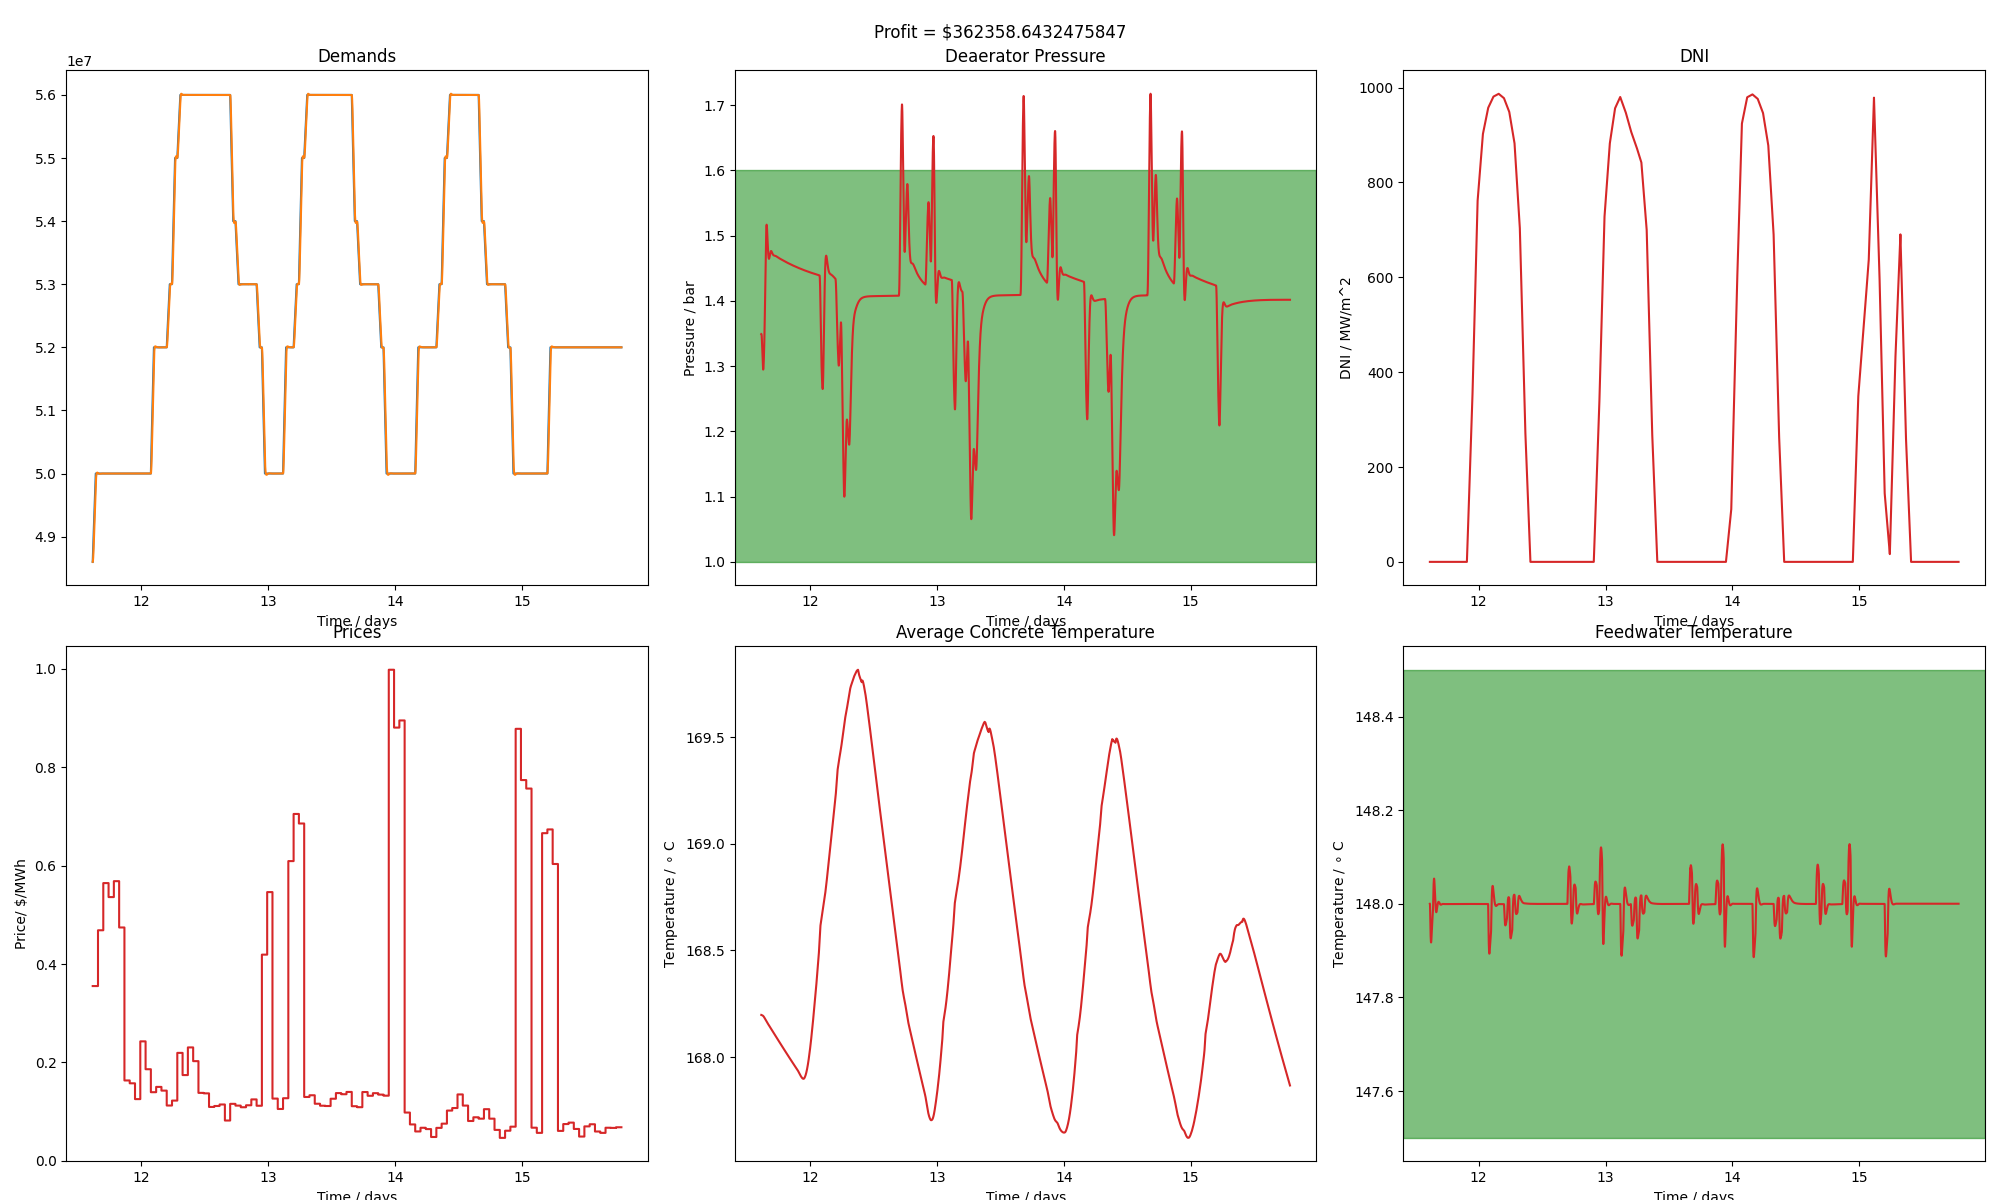 Profit = $362358.6432475847
Demands
1e7
5.6
5.5
5.4
5.3
5.2
5.1
5.0
4.9
12 13 14 15
Time / days
Deaerator Pressure
Pressure / bar
1.7
1.6
1.5
1.4
1.3
1.2
1.1
1.0
12 13 14 15
Time / days
DNI
DNI / MW/m^2
1000
800
600
400
200
0
12 13 14 15
Time / days
Prices
Price/ $/MWh
1.0
0.8
0.6
0.4
0.2
0.0
12 13 14 15
Time / days
Average Concrete Temperature
Temperature / ∘ C
169.5
169.0
168.5
168.0
12 13 14 15
Time / days
Feedwater Temperature
Temperature / ∘ C
148.4
148.2
148.0
147.8
147.6
12 13 14 15
Time / days